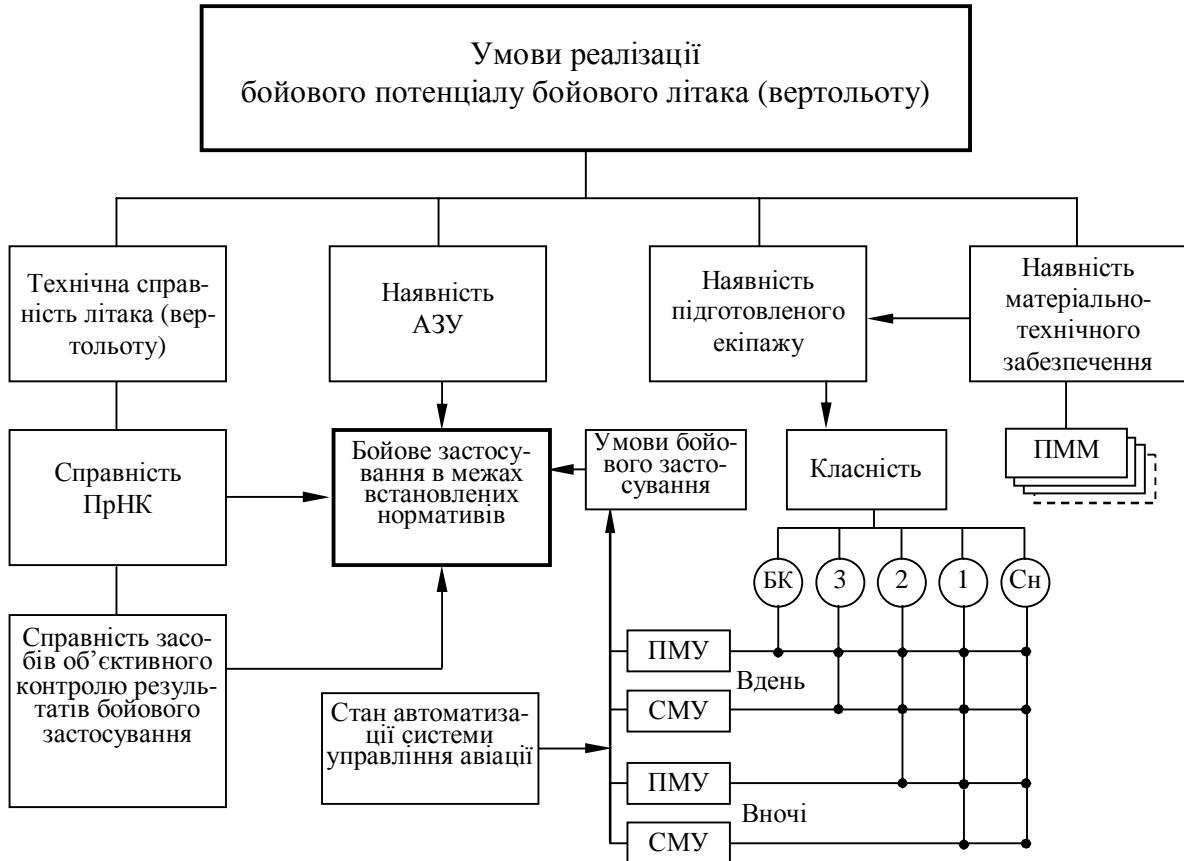 Умови реалізації
бойового потенціалу бойового літака (вертольоту)
Технічна справ-
ність літака (вер-
тольоту)
Наявність
АЗУ
Наявність
підготовленого
екіпажу
Наявність
матеріально-
технічного
забезпечення
Справність
ПрНК
Бойове застосу-
вання в межах
встановлених
нормативів
Умови бойо-
вого засто-
сування
Класність
ПММ
БК
3
2
1
Сн
Справність засо-
бів об’єктивного
контролю резуль-
татів бойового
застосування
Стан автоматиза-
ції системи
управління авіації
ПМУ
Вдень
СМУ
ПМУ
Вночі
СМУ